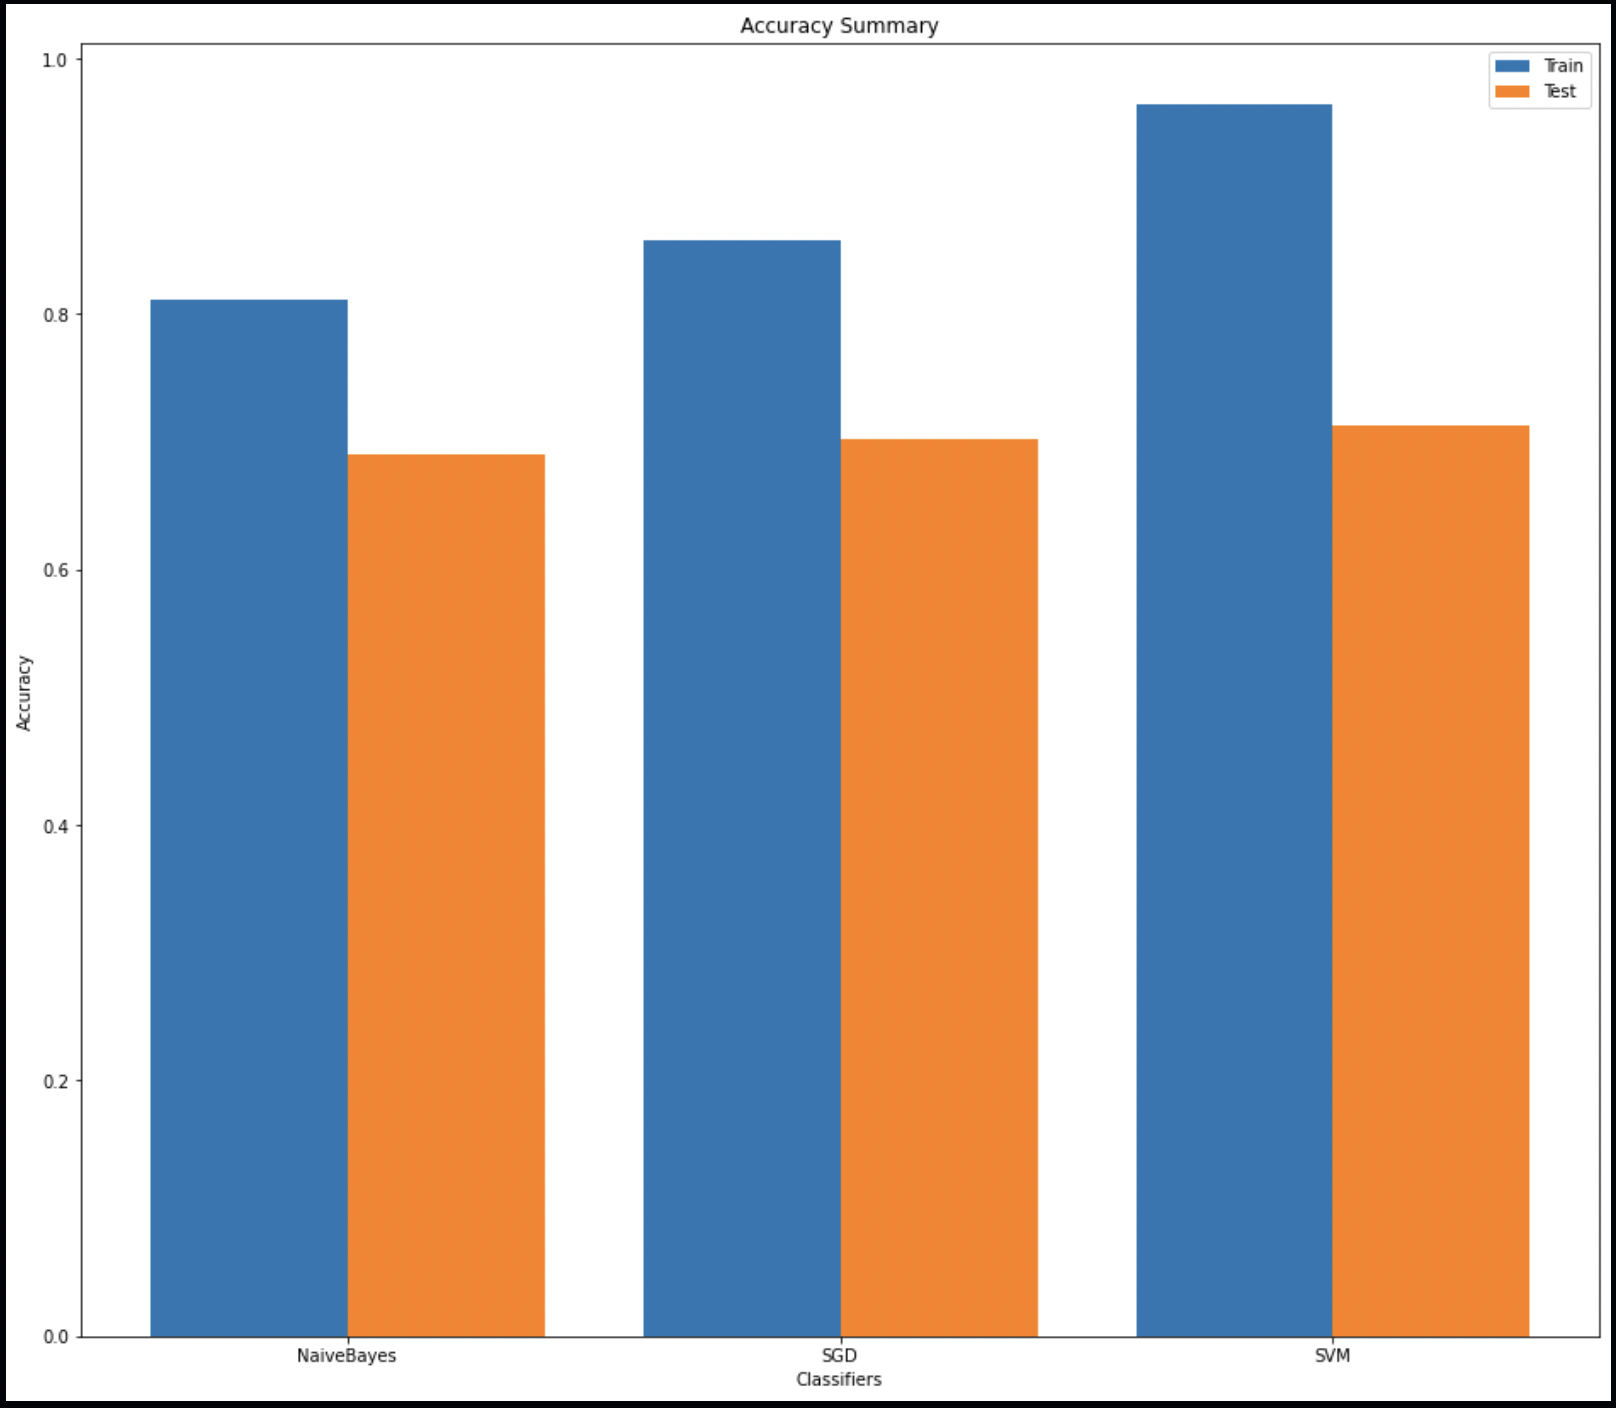 Accuracy Summary
Train
Test
1.0
0.8
0.6
0.4
0.2
0.0
Accuracy
NaiveBayes
SGD
SVM
Classifiers